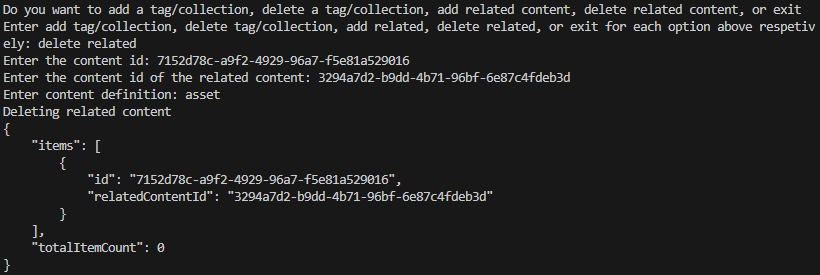 Do you want to add a tag/collection, delete a tag/collection, add related content, delete related content, or exit
Enter add tag/collection, delete tag/collection, add related, delete related, or exit for each option above respetiv
ely: delete related
Enter the content id: 7152d78c-a9f2-4929-96a7-f5e81a529016
Enter the content id of the related content: 3294a7d2-b9dd-4b71-96bf-6e87c4fdeb3d
Enter content definition: asset
Deleting related content
{
    "items": [
        {
            "id": "7152d78c-a9f2-4929-96a7-f5e81a529016",
            "relatedContentId": "3294a7d2-b9dd-4b71-96bf-6e87c4fdeb3d"
        }
    ],
    "totalItemCount": 0
}